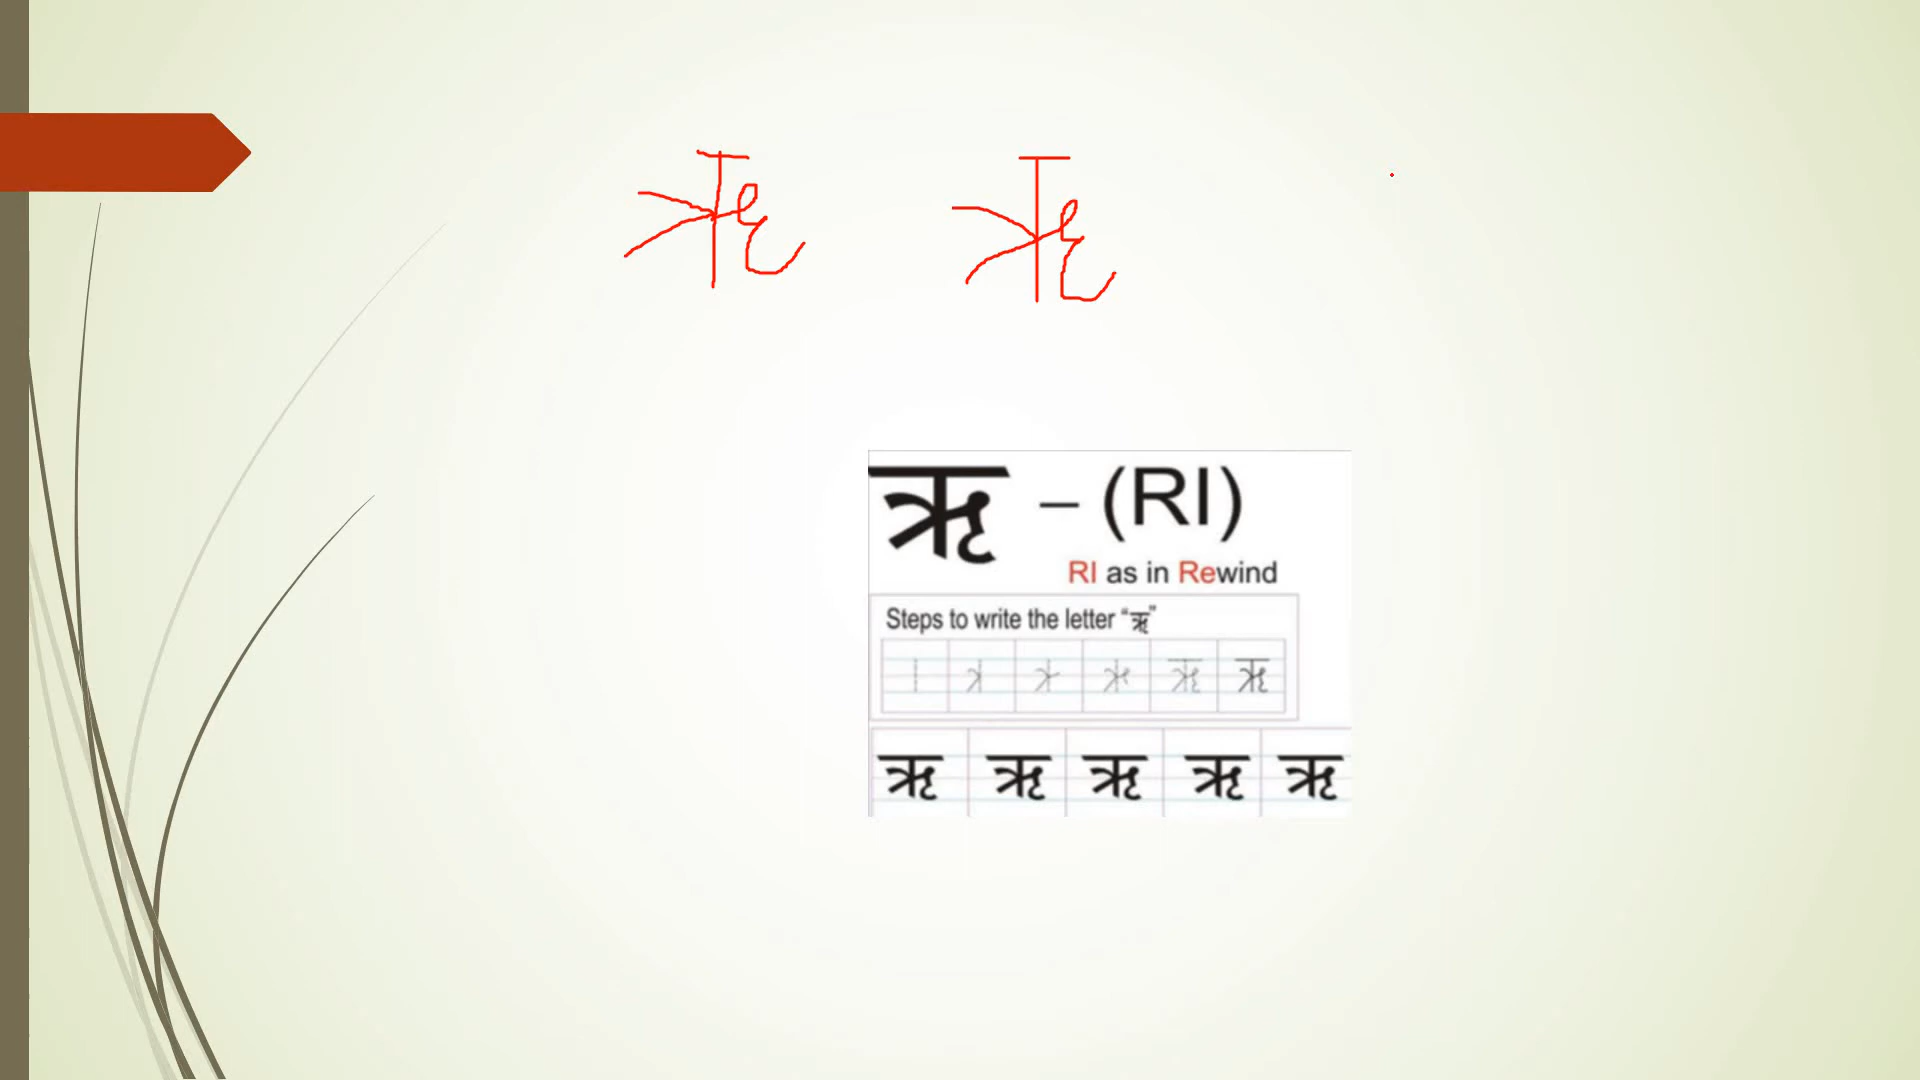 ऋ ऋ
ऋ – (RI)
RI as in Rewind
Steps to write the letter “ऋ”
ऋ ऋ
ऋ ऋ ऋ ऋ ऋ